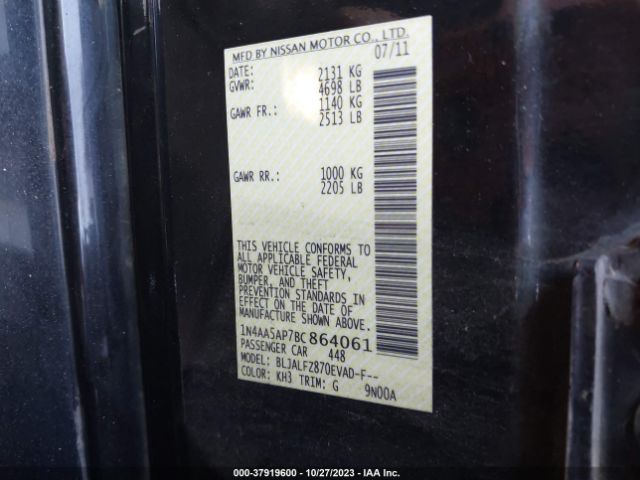 MFD BY NISSAN MOTOR CO., LTD.
DATE: 07/11
GVWR: 2131 KG
4698 LB
GAWR FR.: 1140 KG
2513 LB
GAWR RR.: 1000 KG
2205 LB
THIS VEHICLE CONFORMS TO
ALL APPLICABLE FEDERAL
MOTOR VEHICLE SAFETY,
BUMPER, AND THEFT
PREVENTION STANDARDS IN
EFFECT ON THE DATE OF
MANUFACTURE SHOWN ABOVE.
1N4AA5AP7BC864061
PASSENGER CAR 448
MODEL: BLJALFZ870EVAD-F--
COLOR: KH3 TRIM: G 9N00A
000-37919600 - 10/27/2023 - IAA Inc.